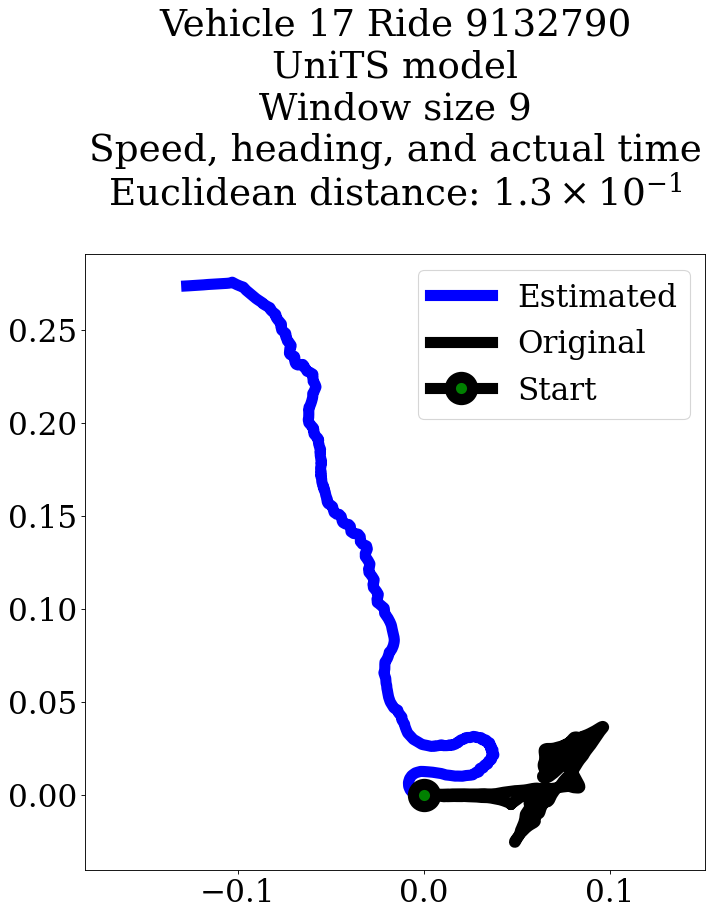 Vehicle 17 Ride 9132790
UniTS model
Window size 9
Speed, heading, and actual time
Euclidean distance: 1.3 × 10⁻¹
Estimated
Original
Start
0.25
0.20
0.15
0.10
0.05
0.00
−0.1
0.0
0.1